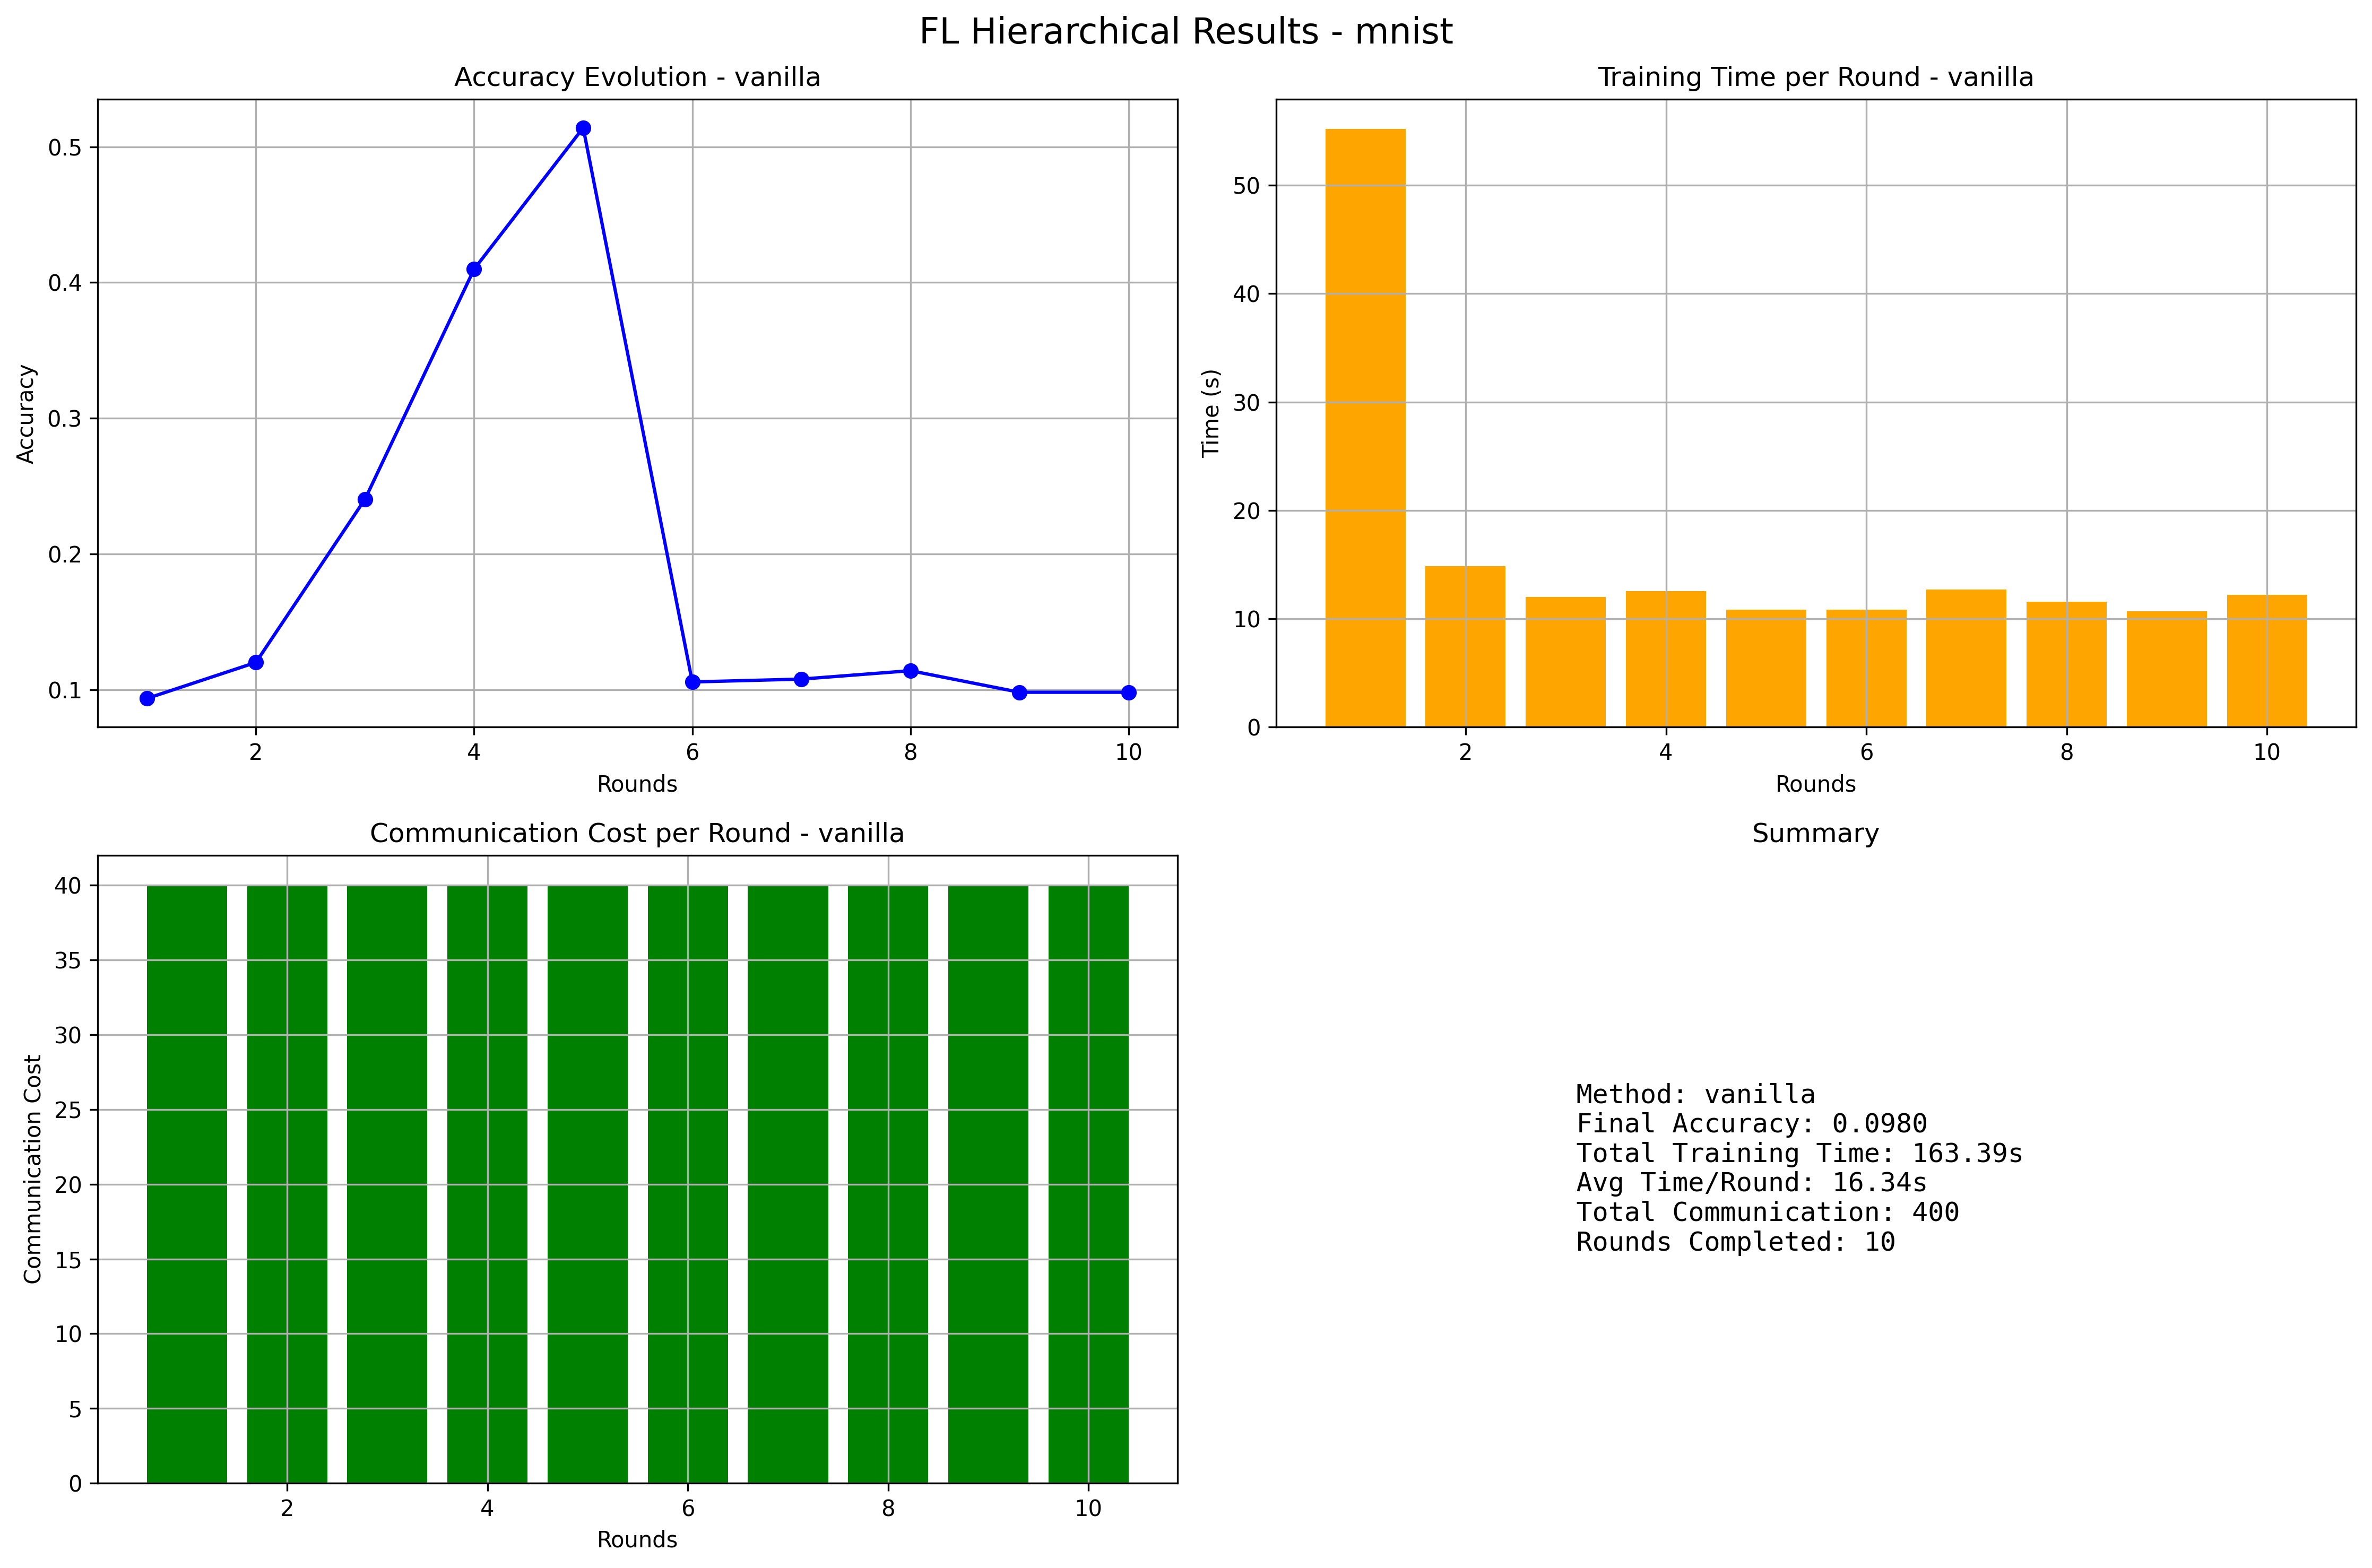 FL Hierarchical Results - mnist
Accuracy Evolution - vanilla
Accuracy
0.5
0.4
0.3
0.2
0.1
2 4 6 8 10
Rounds
Training Time per Round - vanilla
Time (s)
50
40
30
20
10
0
2 4 6 8 10
Rounds
Communication Cost per Round - vanilla
Communication Cost
40
35
30
25
20
15
10
5
0
2 4 6 8 10
Rounds
Summary
Method: vanilla
Final Accuracy: 0.0980
Total Training Time: 163.39s
Avg Time/Round: 16.34s
Total Communication: 400
Rounds Completed: 10